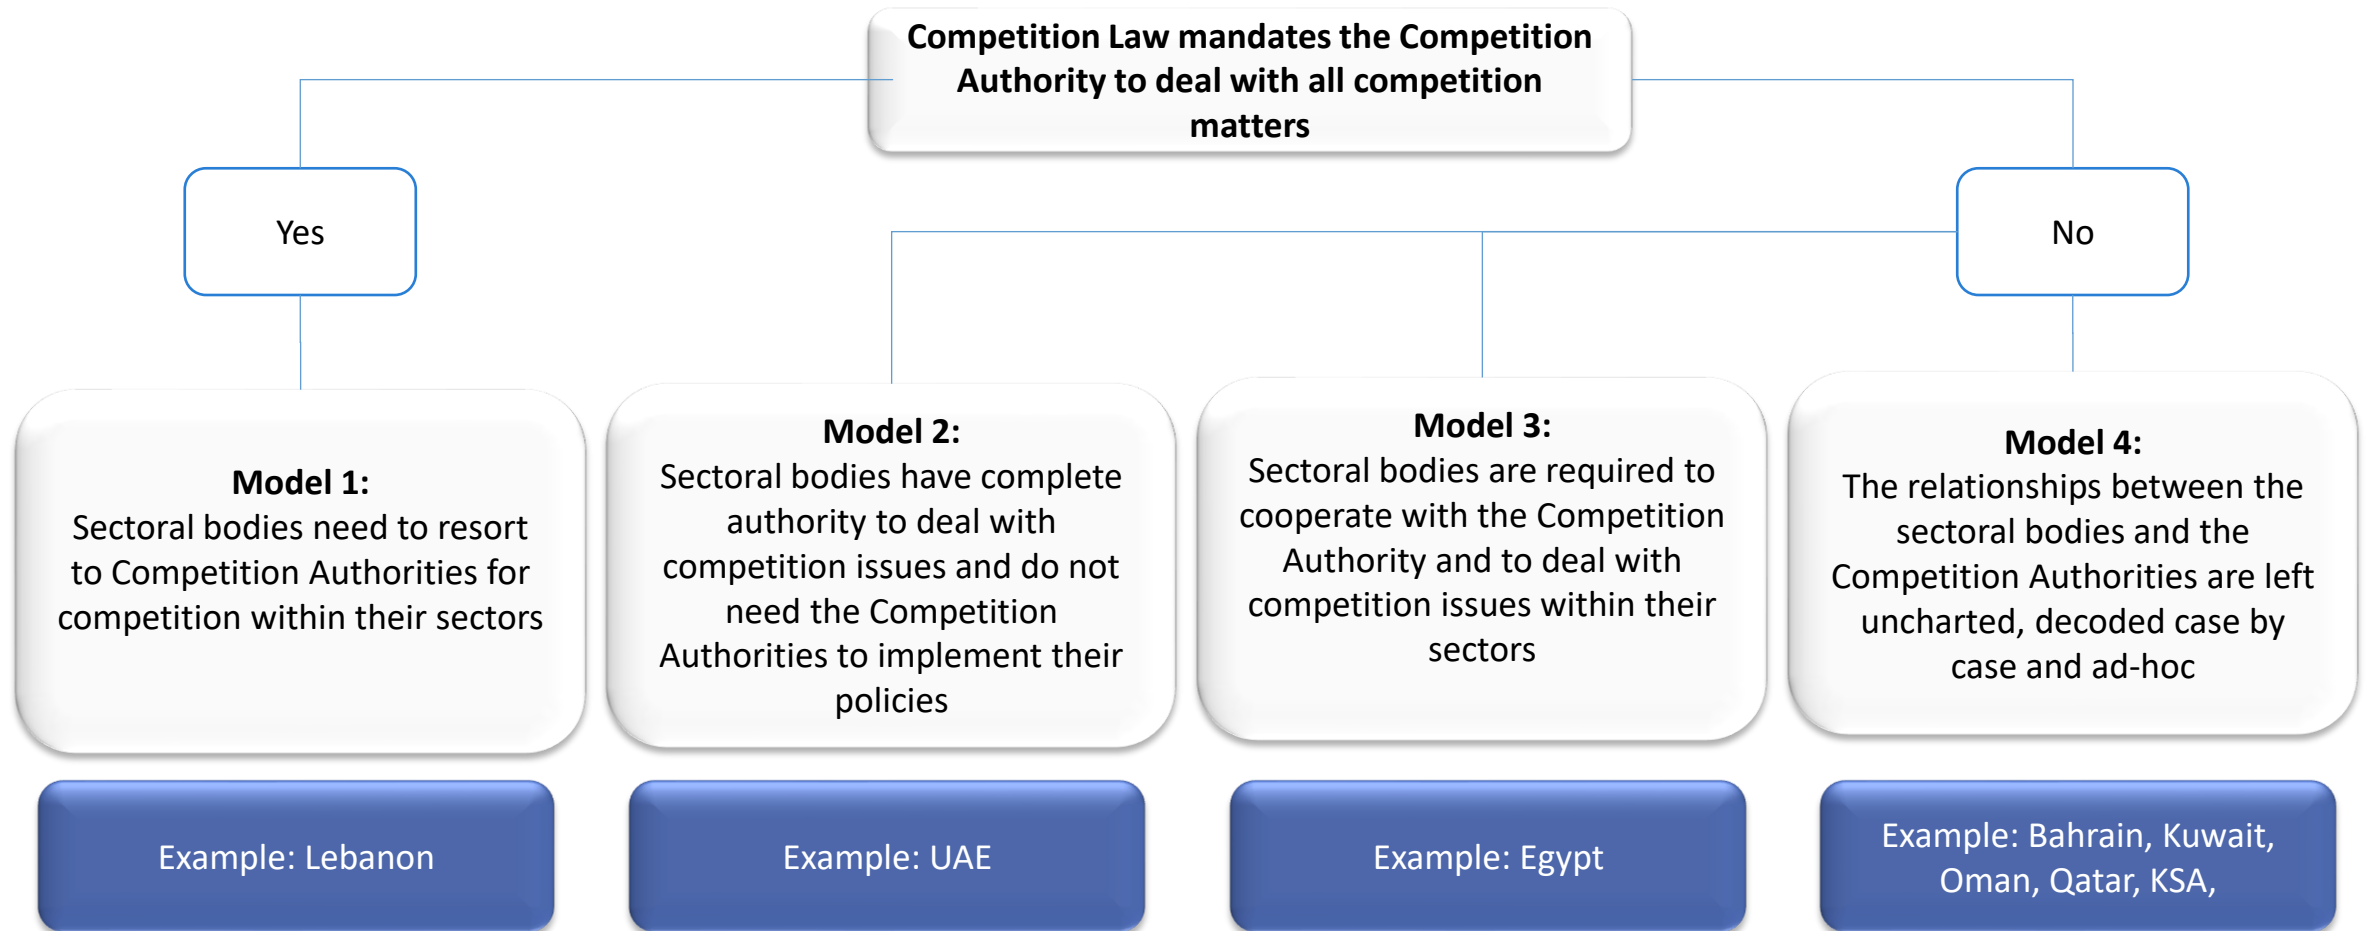 Competition Law mandates the Competition
Authority to deal with all competition
matters
Yes
No
Model 1:
Sectoral bodies need to resort
to Competition Authorities for
competition within their sectors
Model 2:
Sectoral bodies have complete
authority to deal with
competition issues and do not
need the Competition
Authorities to implement their
policies
Model 3:
Sectoral bodies are required to
cooperate with the Competition
Authority and to deal with
competition issues within their
sectors
Model 4:
The relationships between the
sectoral bodies and the
Competition Authorities are left
uncharted, decoded case by
case and ad-hoc
Example: Lebanon
Example: UAE
Example: Egypt
Example: Bahrain, Kuwait,
Oman, Qatar, KSA,